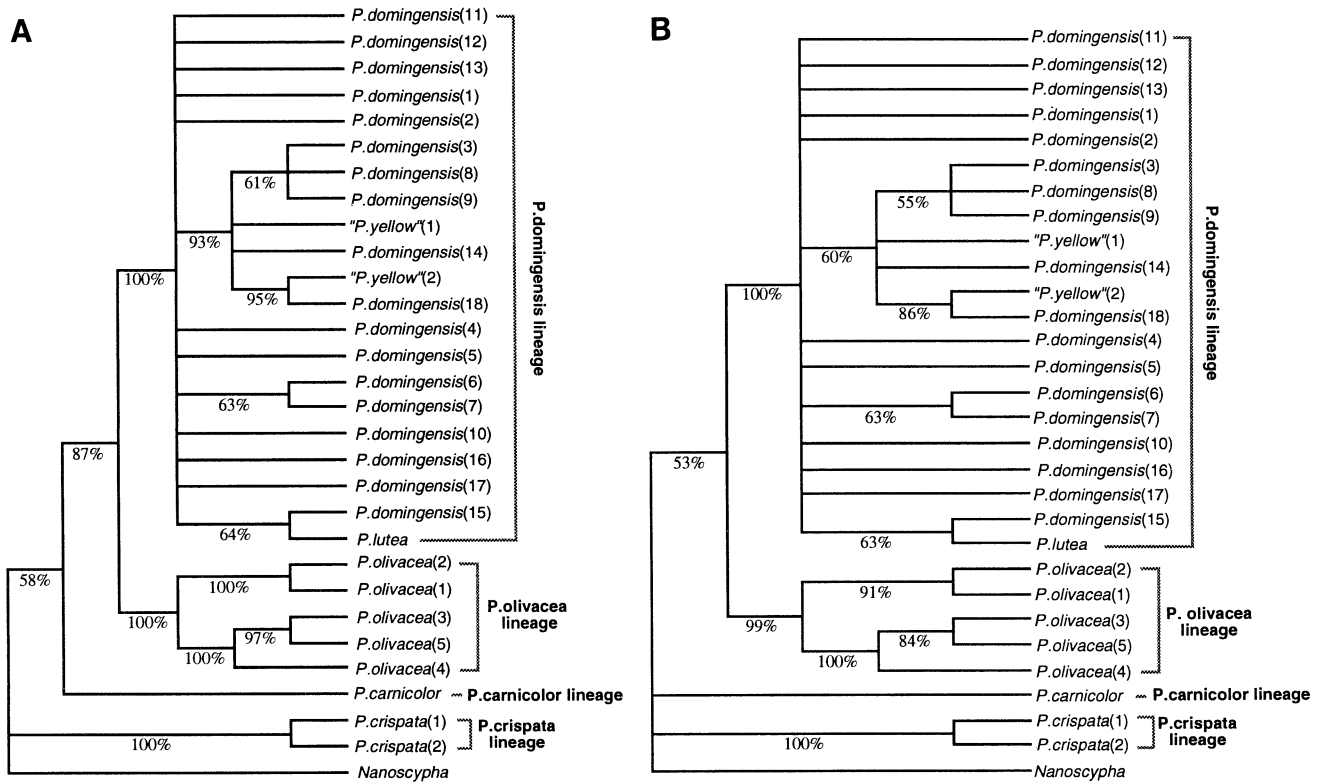 A
P.domingensis(11)
P.domingensis(12)
P.domingensis(13)
P.domingensis(1)
P.domingensis(2)
P.domingensis(3)
P.domingensis(8)
61%
P.domingensis(9)
"P.yellow"(1)
93%
P.domingensis(14)
"P.yellow"(2)
100%
95%
P.domingensis(18)
P.domingensis(4)
P.domingensis(5)
P.domingensis(6)
63%
P.domingensis(7)
P.domingensis(10)
87%
P.domingensis(16)
P.domingensis(17)
P.domingensis(15)
64%
P.lutea
P.domingensis lineage
P.olivacea(2)
58%
100%
P.olivacea(1)
P.olivacea(3)
100%
97%
P.olivacea(5)
100%
P.olivacea(4)
P.olivacea
lineage
P.carnicolor
P.carnicolor lineage
P.crispata(1)
100%
P.crispata(2)
P.crispata
lineage
Nanoscypha
B
P.domingensis(11)
P.domingensis(12)
P.domingensis(13)
P.domingensis(1)
P.domingensis(2)
P.domingensis(3)
P.domingensis(8)
55%
P.domingensis(9)
"P.yellow"(1)
60%
P.domingensis(14)
"P.yellow"(2)
100%
86%
P.domingensis(18)
P.domingensis(4)
P.domingensis(5)
P.domingensis(6)
63%
P.domingensis(7)
P.domingensis(10)
53%
P.domingensis(16)
P.domingensis(17)
P.domingensis(15)
63%
P.lutea
P.domingensis lineage
P.olivacea(2)
91%
P.olivacea(1)
P.olivacea(3)
99%
84%
P.olivacea(5)
100%
P.olivacea(4)
P. olivacea
lineage
P.carnicolor
P.carnicolor lineage
P.crispata(1)
100%
P.crispata(2)
P.crispata
lineage
Nanoscypha